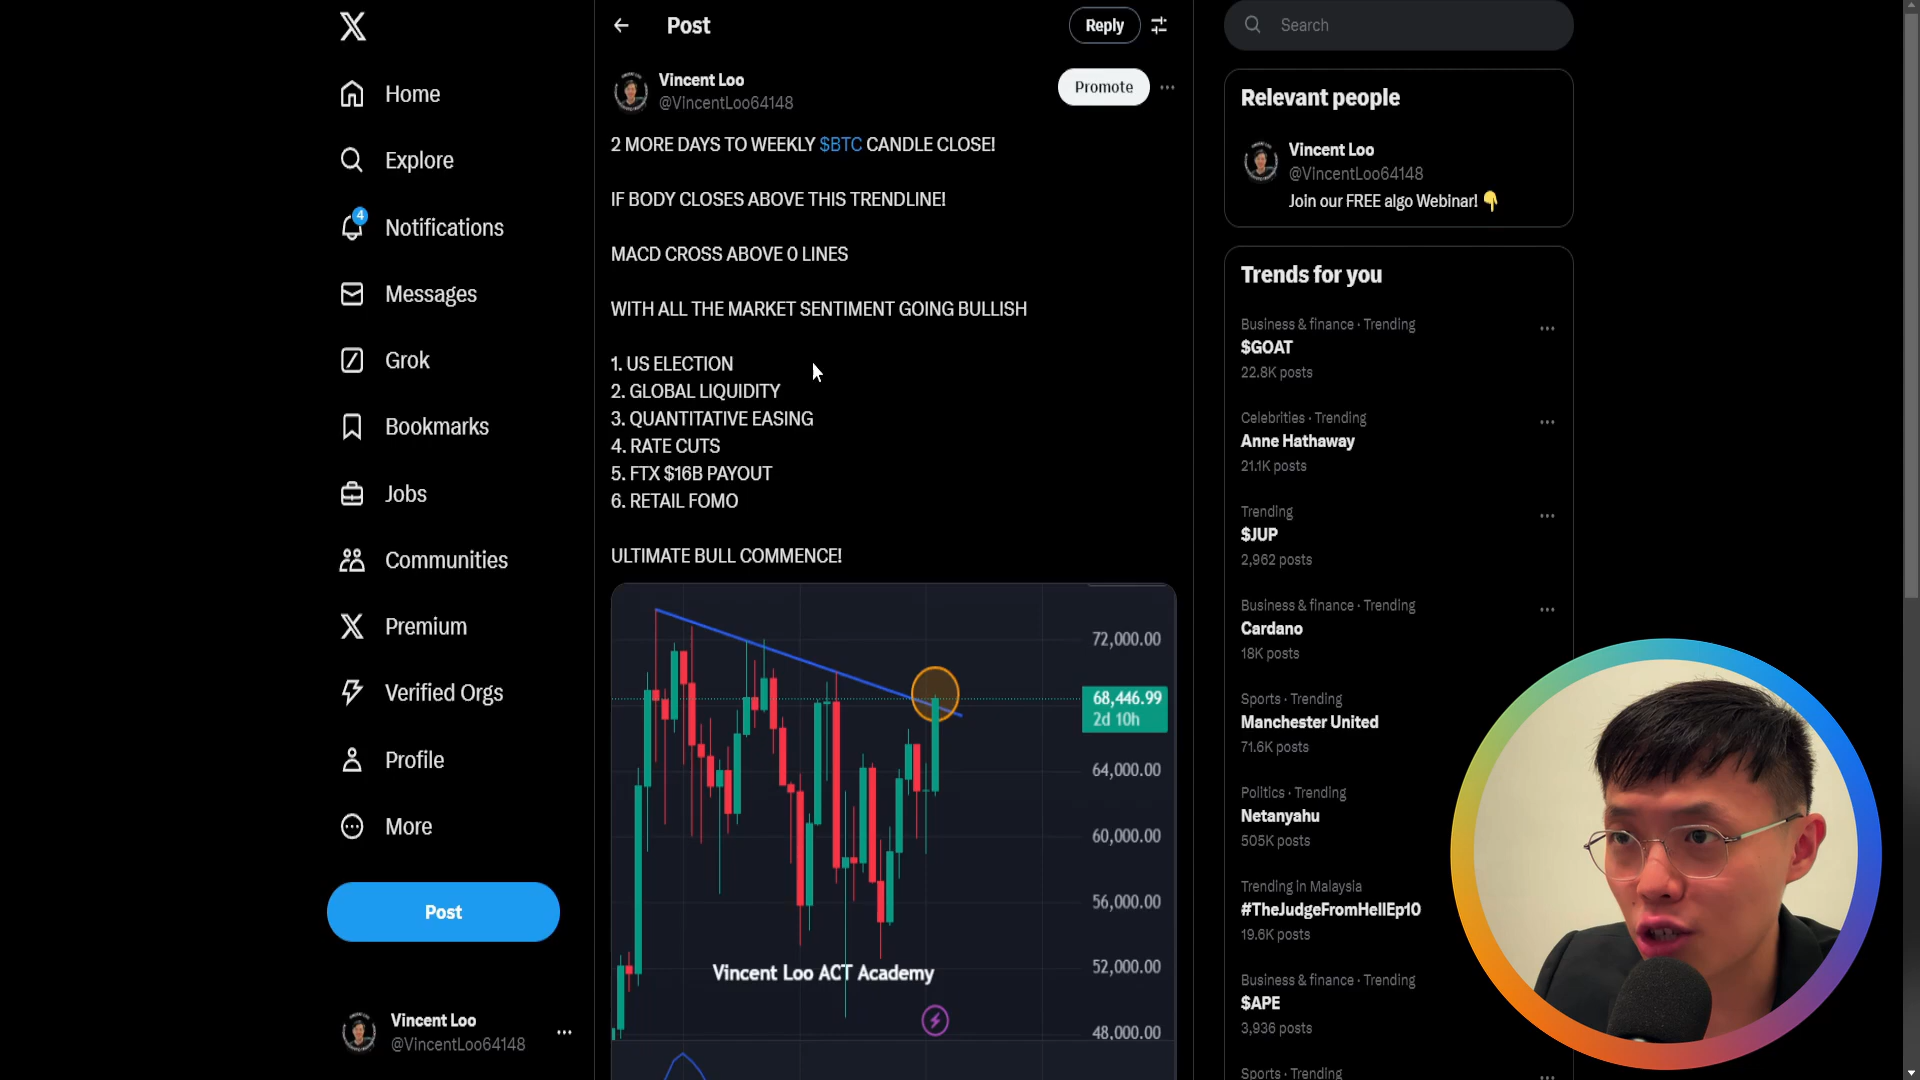 Home
Explore
4
Notifications
Messages
Grok
Bookmarks
Jobs
Communities
Premium
Verified Orgs
Profile
More
Post
Vincent Loo
@VincentLoo64148
Post
Reply
Vincent Loo
@VincentLoo64148
Promote
2 MORE DAYS TO WEEKLY $BTC CANDLE CLOSE!
IF BODY CLOSES ABOVE THIS TRENDLINE!
MACD CROSS ABOVE 0 LINES
WITH ALL THE MARKET SENTIMENT GOING BULLISH
1. US ELECTION
2. GLOBAL LIQUIDITY
3. QUANTITATIVE EASING
4. RATE CUTS
5. FTX $16B PAYOUT
6. RETAIL FOMO
ULTIMATE BULL COMMENCE!
72,000.00
68,446.99
2d 10h
64,000.00
60,000.00
56,000.00
52,000.00
48,000.00
Vincent Loo ACT Academy
Search
Relevant people
Vincent Loo
@VincentLoo64148
Join our FREE algo Webinar! 👇
Trends for you
Business & finance · Trending
$GOAT
22.8K posts
Celebrities · Trending
Anne Hathaway
21.1K posts
Trending
$JUP
2,962 posts
Business & finance · Trending
Cardano
18K posts
Sports · Trending
Manchester United
71.6K posts
Politics · Trending
Netanyahu
505K posts
Trending in Malaysia
#TheJudgeFromHellEp10
19.6K posts
Business & finance · Trending
$APE
3,936 posts
Sports · Trending